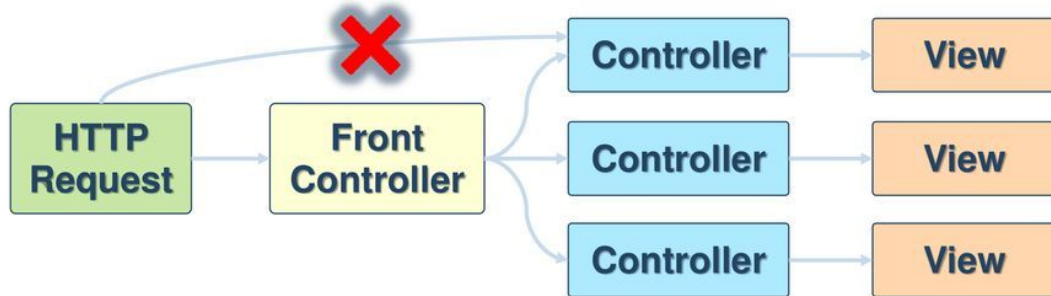 HTTP
Request
Front
Controller
Controller
View
Controller
View
Controller
View